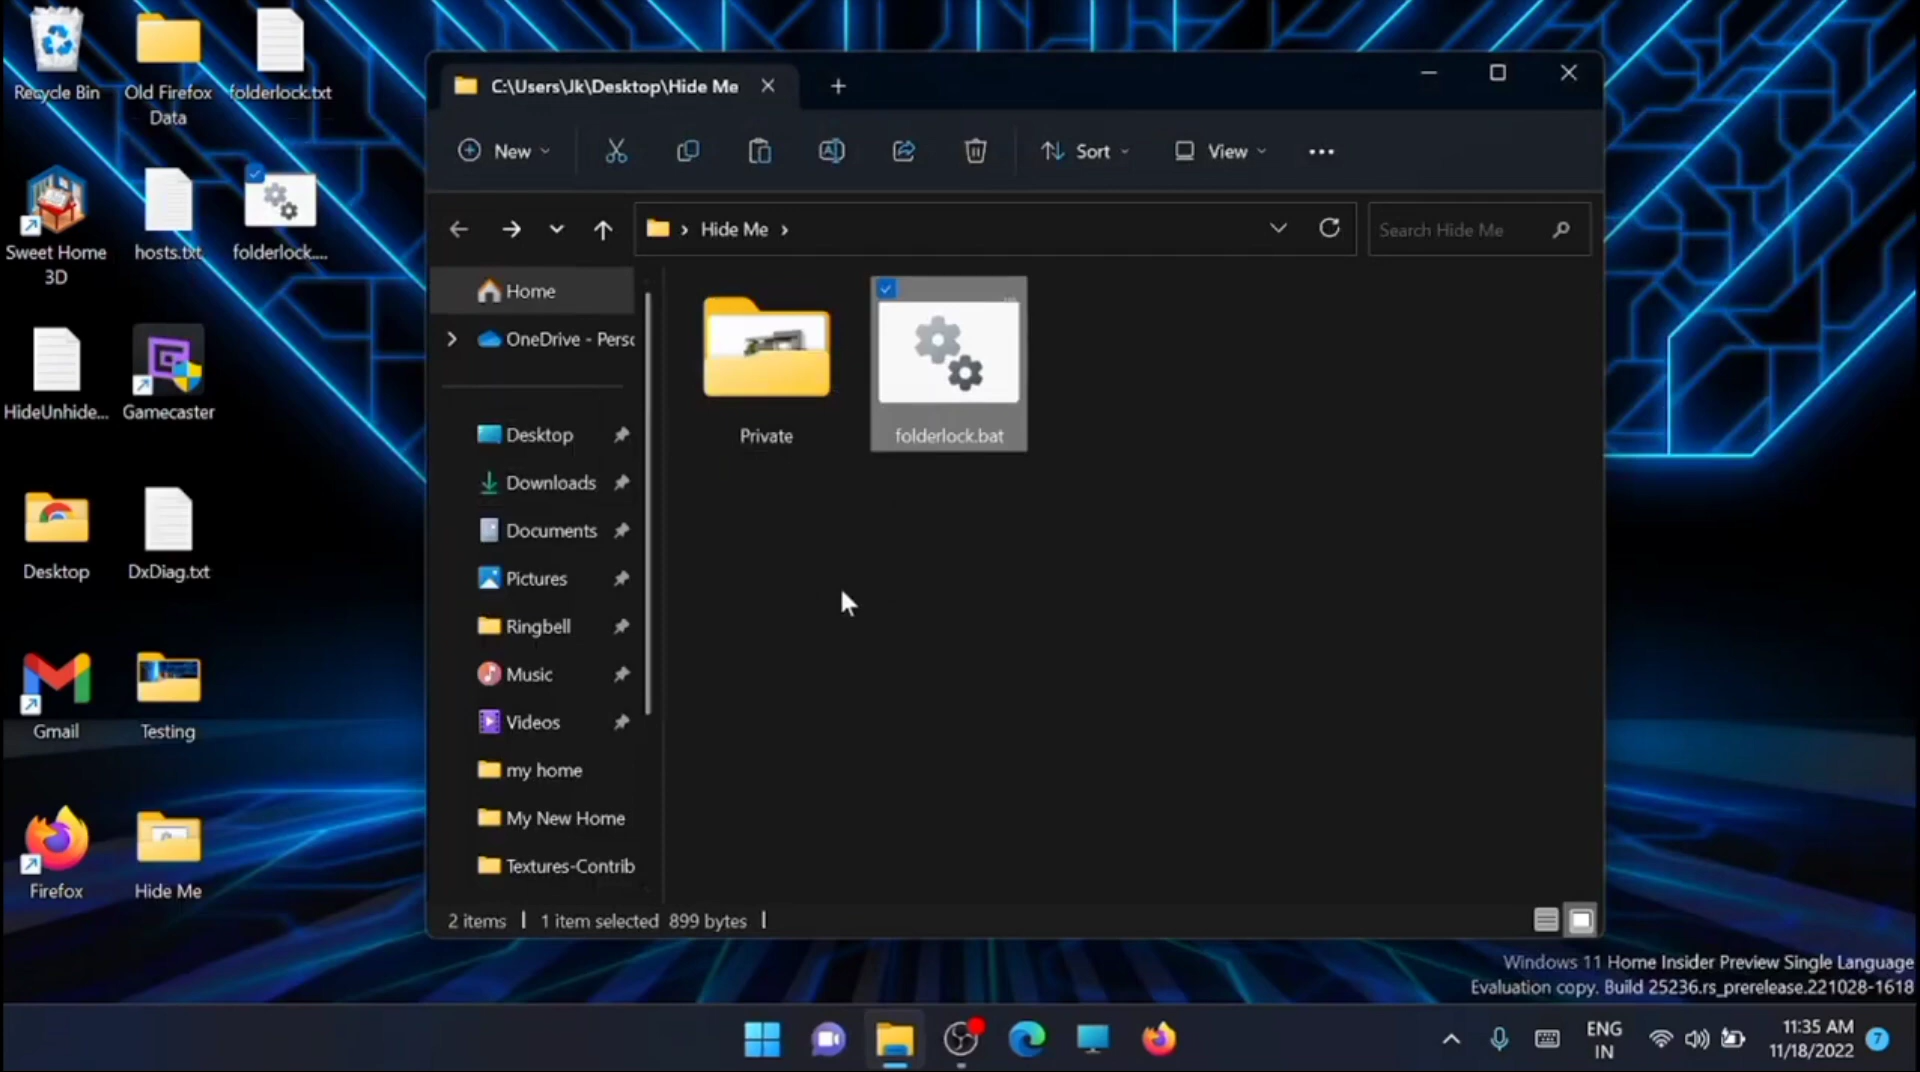 Recycle Bin
Old Firefox
Data
folderlock.txt
Sweet Home
3D
hosts.txt
folderlock....
HideUnhide...
Gamecaster
Desktop
DxDiag.txt
Gmail
Testing
Firefox
Hide Me
C:\Users\Jk\Desktop\Hide Me
New
Sort
View
Hide Me
Search Hide Me
Home
OneDrive - Perso
Desktop
Downloads
Documents
Pictures
Ringbell
Music
Videos
my home
My New Home
Textures-Contrib
Private
folderlock.bat
2 items
1 item selected 899 bytes
Windows 11 Home Insider Preview Single Language
Evaluation copy. Build 25236.rs_prerelease.221028-1618
ENG
IN
11:35 AM
11/18/2022
7